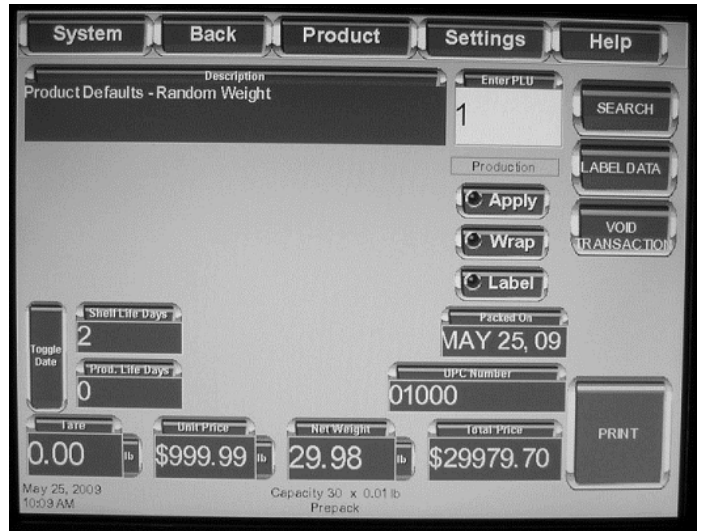 System Back Product Settings Help
Description
Product Defaults - Random Weight
Enter PLU
1
SEARCH
Production
LABEL DATA
Apply
VOID
TRANSACTION
Wrap
Label
Shelf Life Days
2
Toggle
Date
Prod. Life Days
0
Packed On
MAY 25, 09
UPC Number
01000
Tare
0.00 lb
Unit Price
$999.99 lb
Net Weight
29.98 lb
Total Price
$29979.70
PRINT
May 25, 2009
10:09 AM
Capacity 30 x 0.01 lb
Prepack